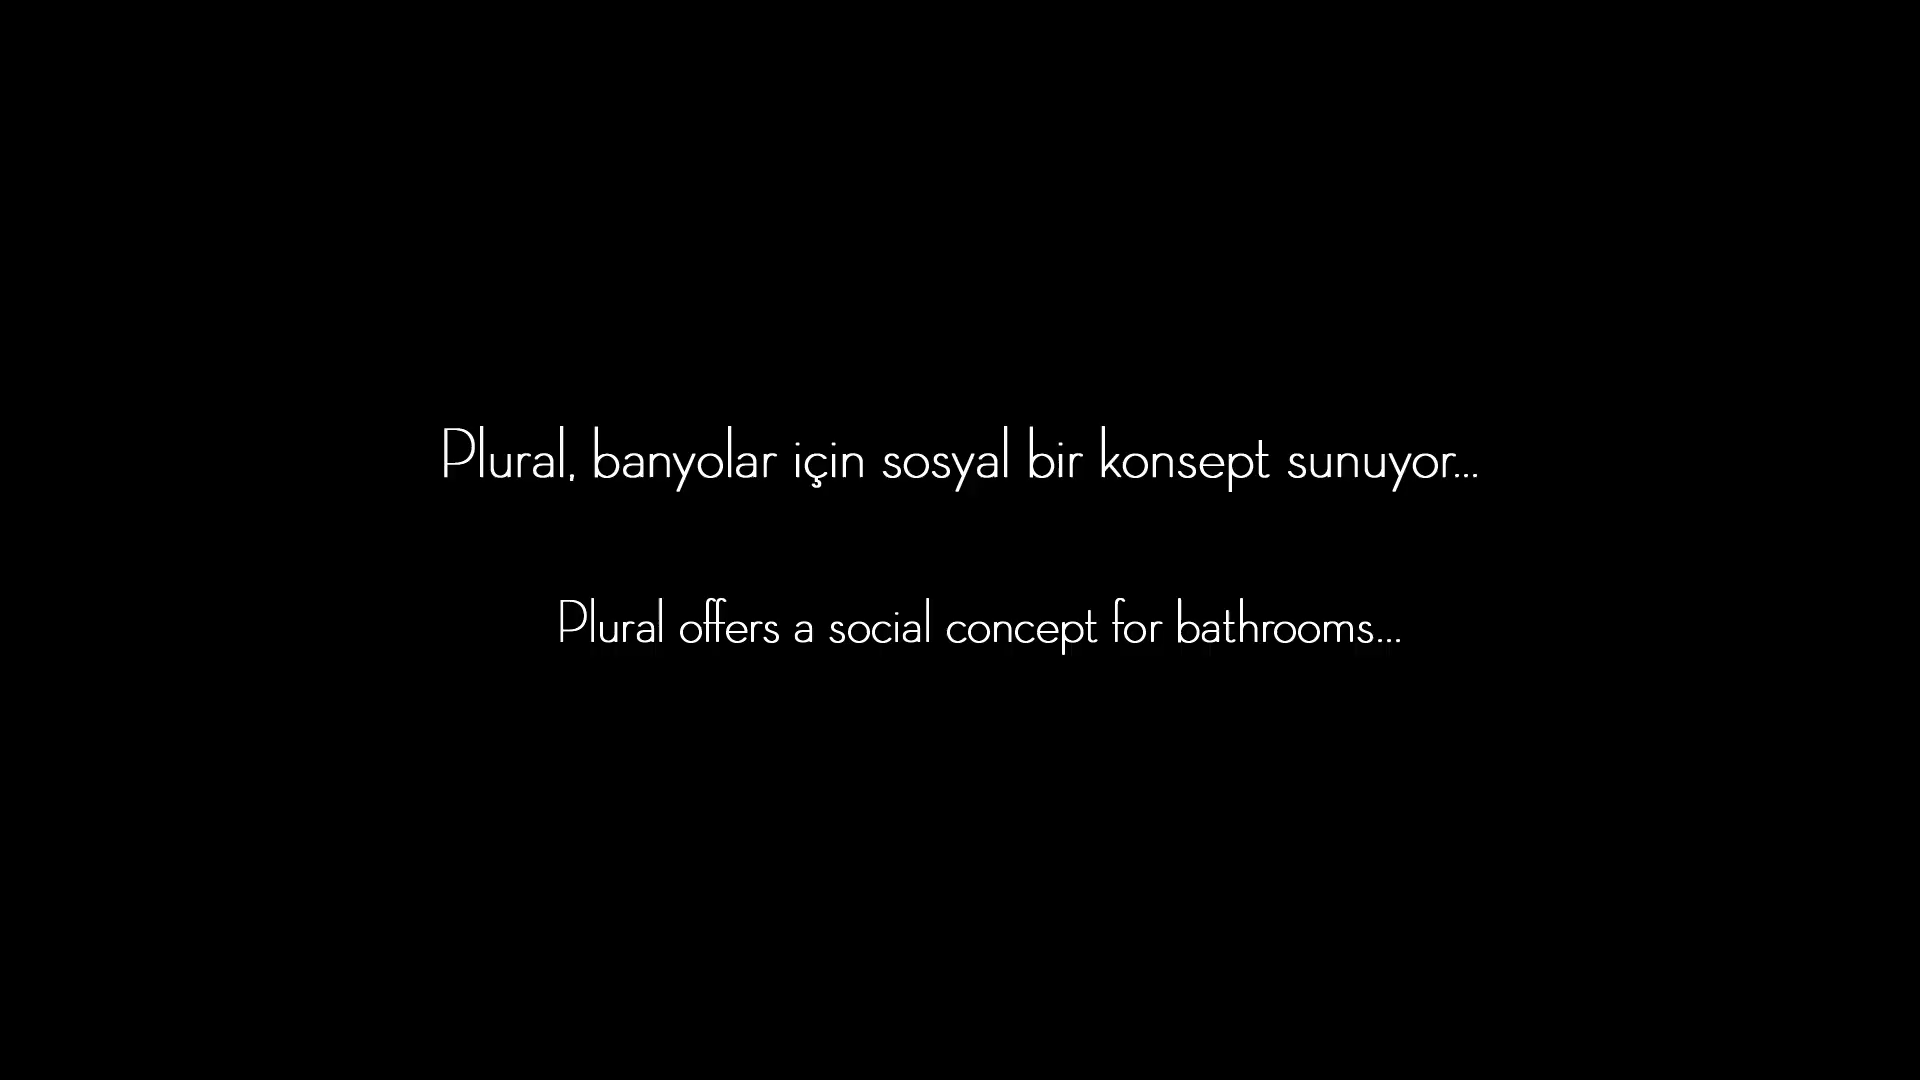 Plural, banyolar için sosyal bir konsept sunuyor...
Plural offers a social concept for bathrooms...